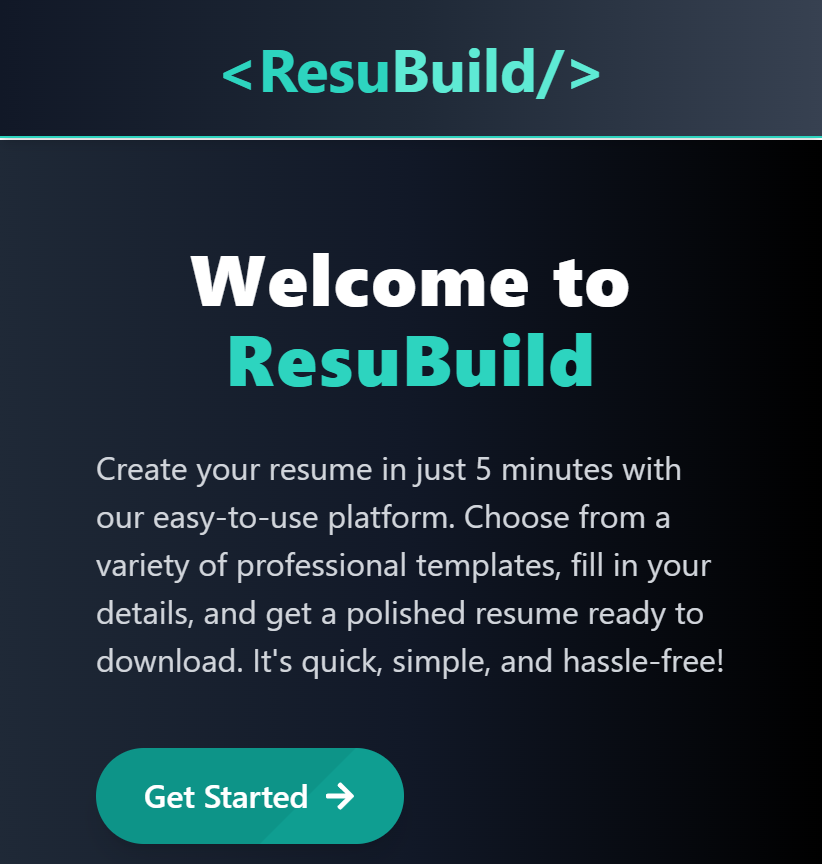 <ResuBuild/>
Welcome to
ResuBuild
Create your resume in just 5 minutes with
our easy-to-use platform. Choose from a
variety of professional templates, fill in your
details, and get a polished resume ready to
download. It's quick, simple, and hassle-free!
Get Started →